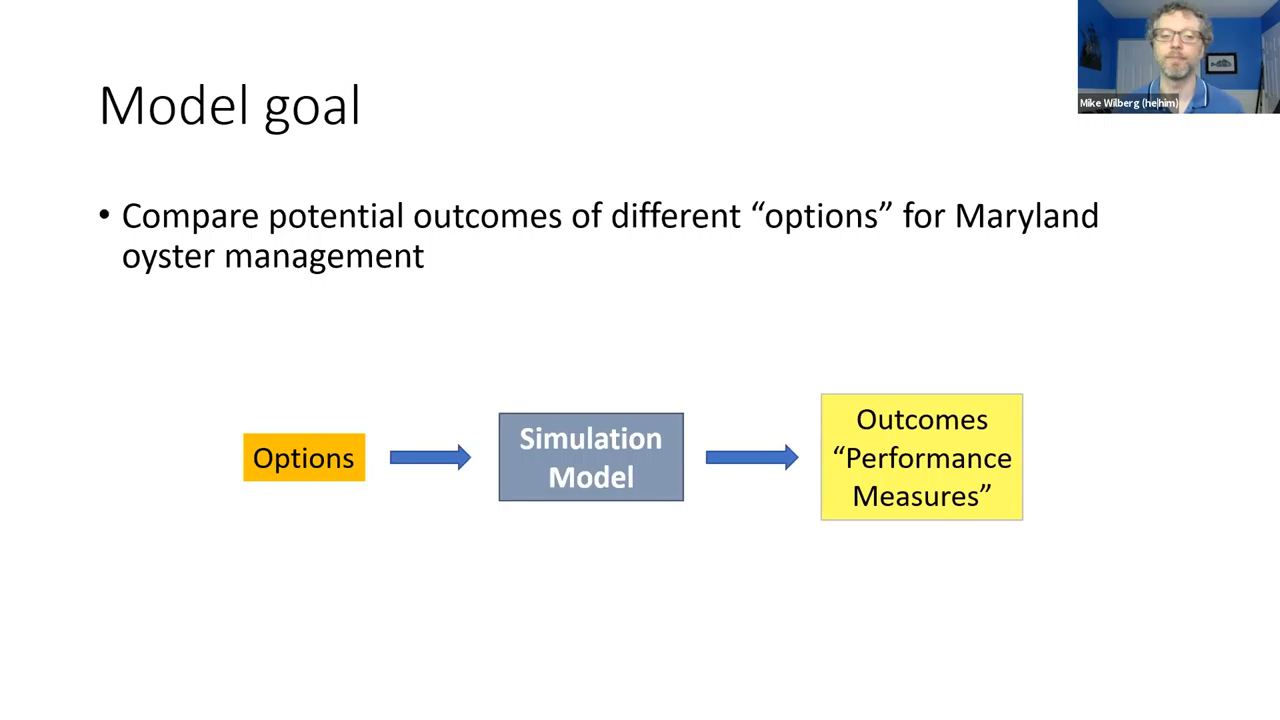 Model goal
• Compare potential outcomes of different “options” for Maryland
oyster management
Options
Simulation
Model
Outcomes
“Performance
Measures”
Mike Wilberg (he|him)